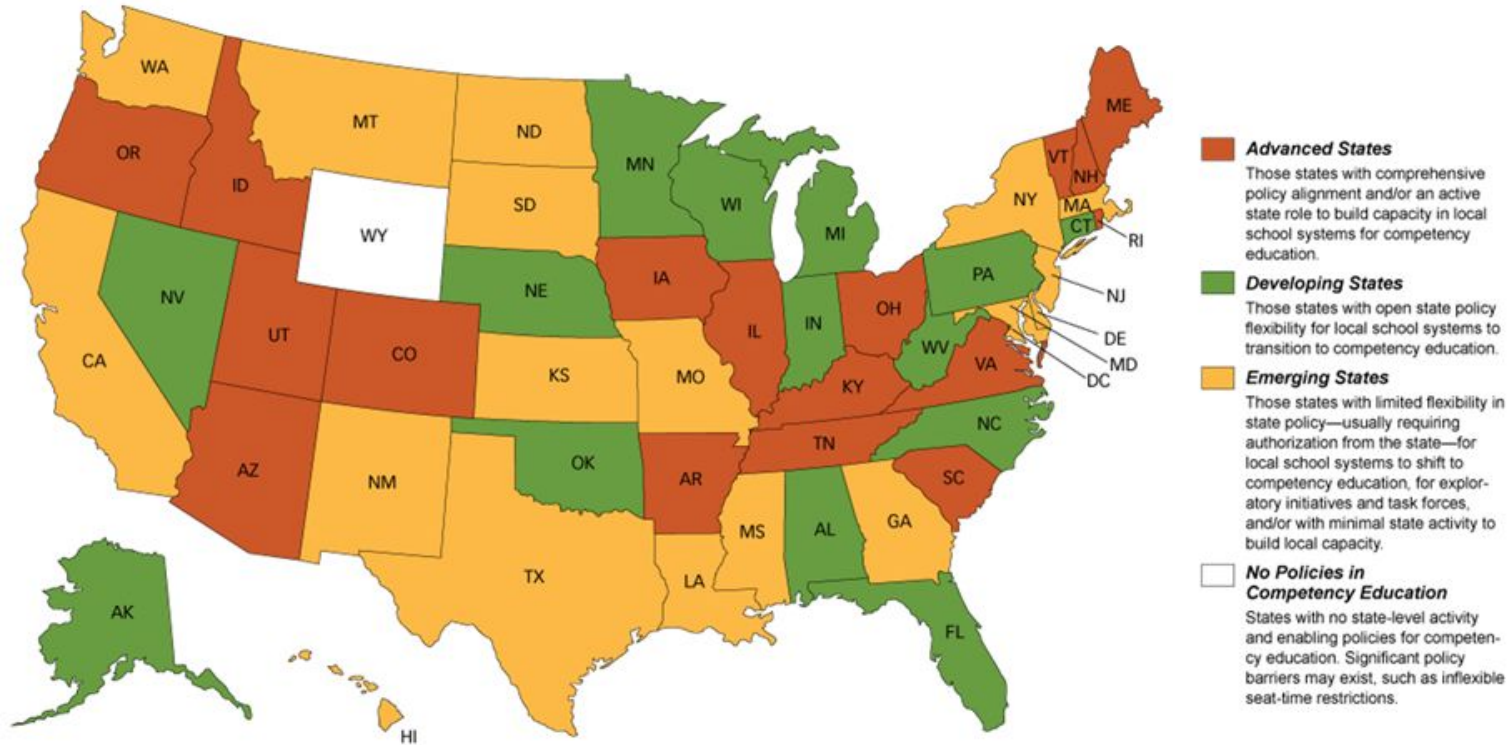 WA
MT
ND
MN
ME
OR
ID
SD
WI
MI
NY
VT
NH
MA
CT
RI
WY
NV
UT
CO
NE
IA
IL
IN
OH
PA
NJ
DE
MD
DC
WV
VA
CA
KS
MO
KY
NC
TN
AZ
NM
OK
AR
SC
MS
AL
GA
TX
LA
FL
AK
HI
Advanced States
Those states with comprehensive
policy alignment and/or an active
state role to build capacity in local
school systems for competency
education.
Developing States
Those states with open state policy
flexibility for local school systems to
transition to competency education.
Emerging States
Those states with limited flexibility in
state policy—usually requiring
authorization from the state—for
local school systems to shift to
competency education, for explor-
atory initiatives and task forces,
and/or with minimal state activity to
build local capacity.
No Policies in
Competency Education
States with no state-level activity
and enabling policies for competen-
cy education. Significant policy
barriers may exist, such as inflexible
seat-time restrictions.